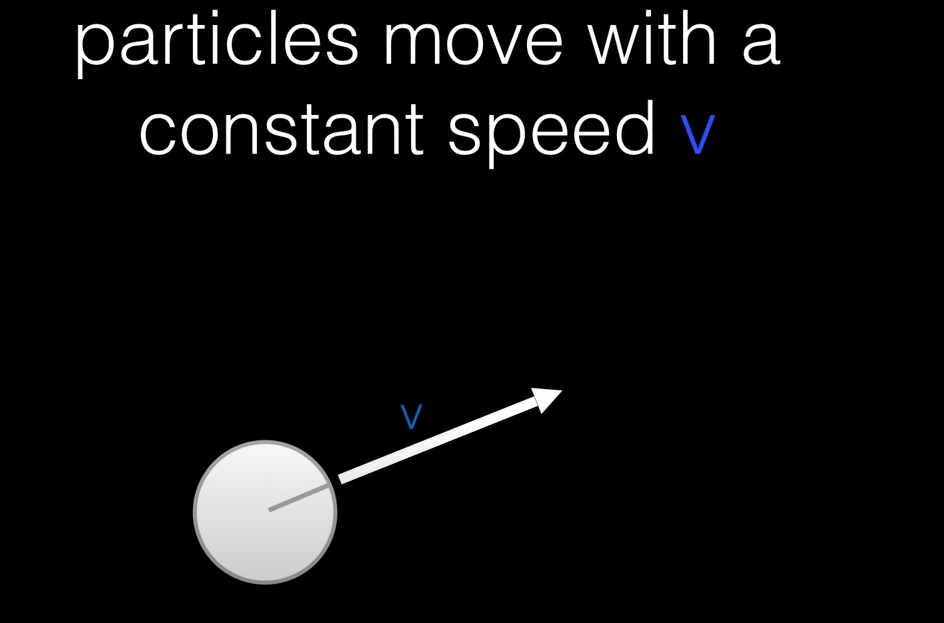 particles move with a
constant speed v
v